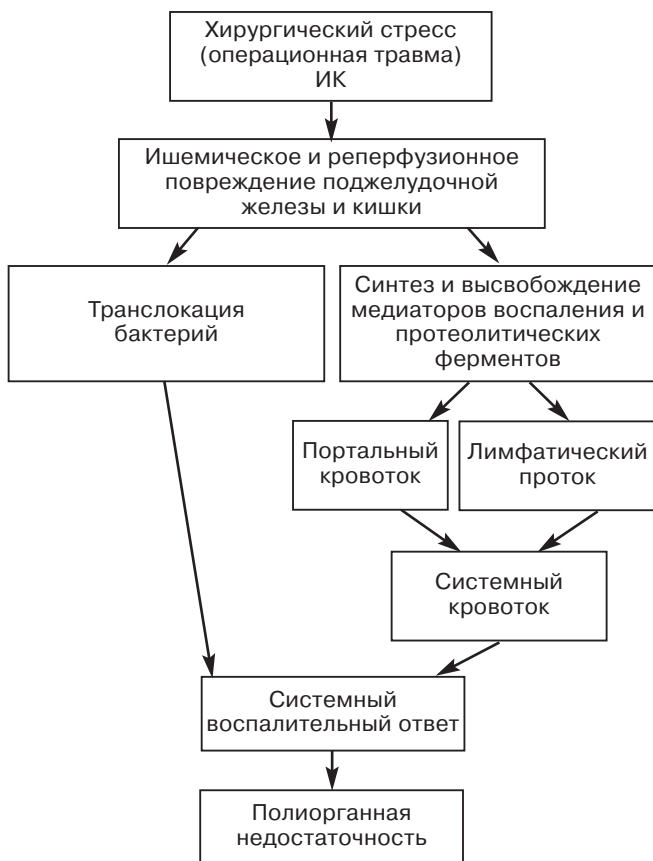 Хирургический стресс
(операционная травма)
ИК
Ишемическое и реперфузионное
повреждение поджелудочной
железы и кишки
Транслокация
бактерий
Синтез и высвобождение
медиаторов воспаления и
протеолитических
ферментов
Портальный
кровоток
Лимфатический
проток
Системный
кровоток
Системный
воспалительный ответ
Полиорганная
недостаточность